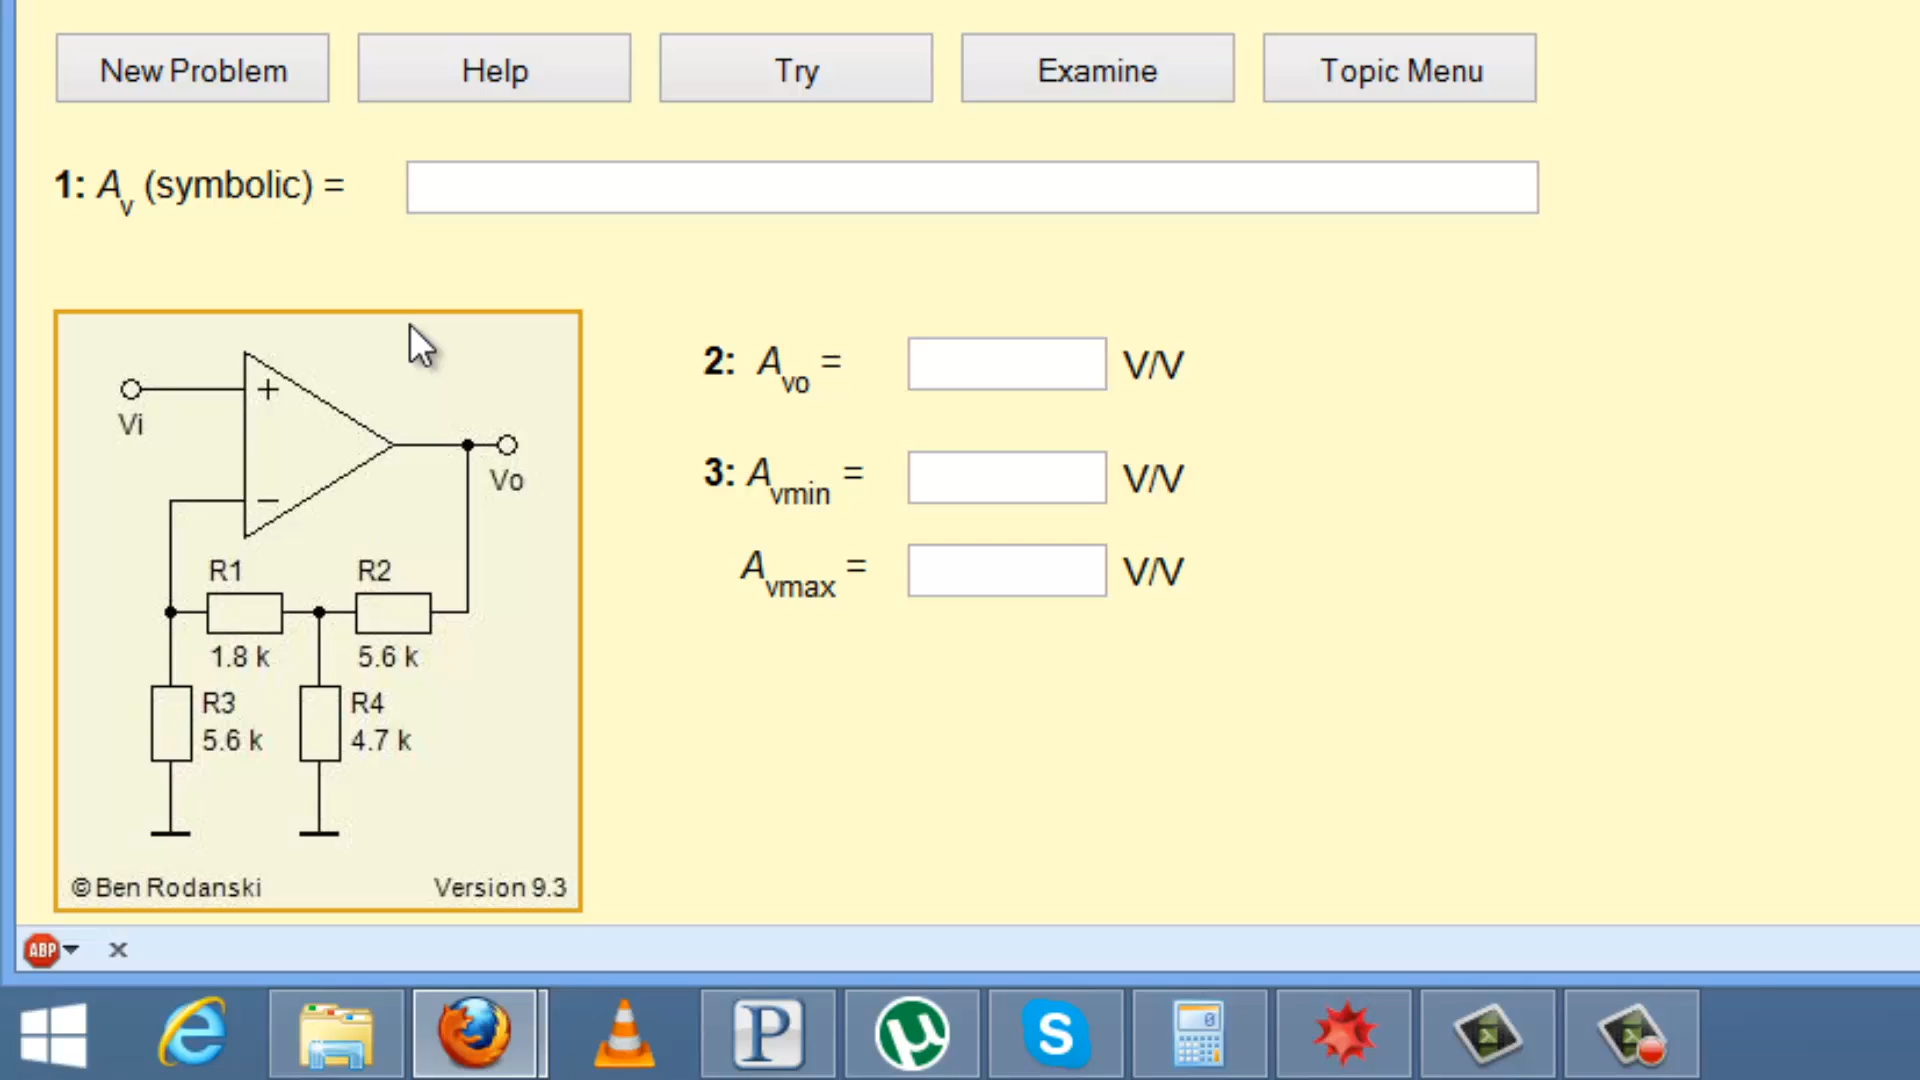 New Problem Help Try Examine Topic Menu
1: Av (symbolic) =
2: Avo = V/V
3: Avmin = V/V
Avmax = V/V
+
Vi
Vo
−
R1 R2
1.8 k 5.6 k
R3 R4
5.6 k 4.7 k
© Ben Rodanski Version 9.3
ABP
P µ S 0